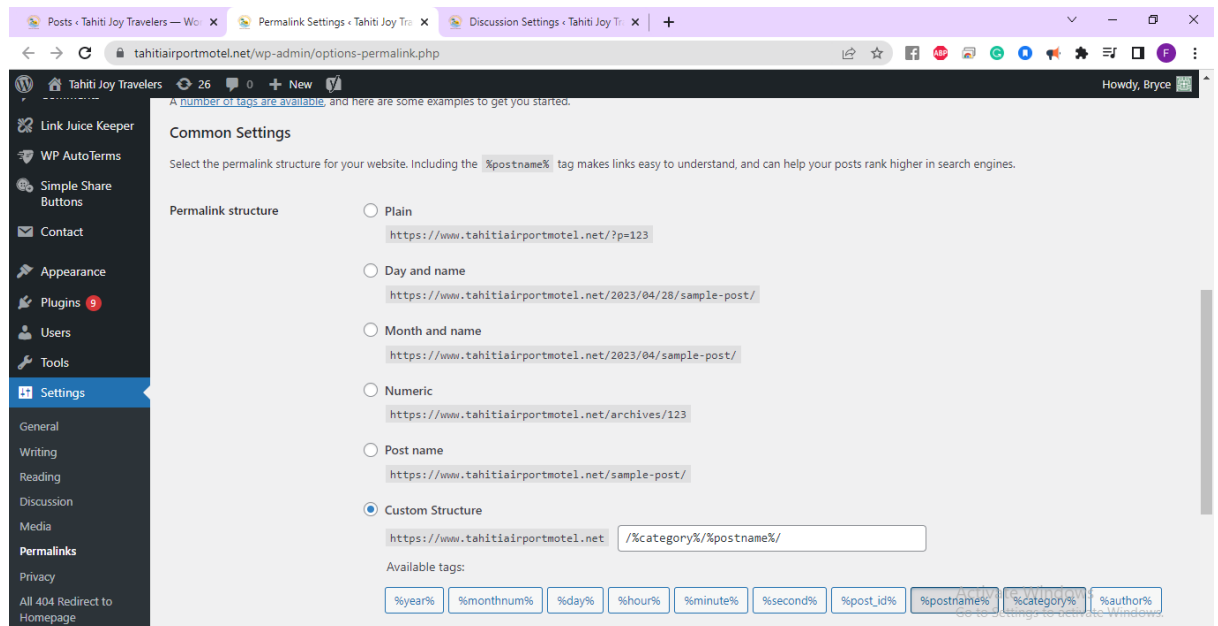 Posts ‹ Tahiti Joy Travelers — Wor
Permalink Settings ‹ Tahiti Joy Tra
Discussion Settings ‹ Tahiti Joy Tr
tahitiairportmotel.net/wp-admin/options-permalink.php
ABP
F
Tahiti Joy Travelers
26
0
New
Howdy, Bryce
Comments
Link Juice Keeper
WP AutoTerms
Simple Share
Buttons
Contact
Appearance
Plugins 9
Users
Tools
Settings
General
Writing
Reading
Discussion
Media
Permalinks
Privacy
All 404 Redirect to
Homepage
A number of tags are available, and here are some examples to get you started.
Common Settings
Select the permalink structure for your website. Including the %postname% tag makes links easy to understand, and can help your posts rank higher in search engines.
Permalink structure
Plain
https://www.tahitiairportmotel.net/?p=123
Day and name
https://www.tahitiairportmotel.net/2023/04/28/sample-post/
Month and name
https://www.tahitiairportmotel.net/2023/04/sample-post/
Numeric
https://www.tahitiairportmotel.net/archives/123
Post name
https://www.tahitiairportmotel.net/sample-post/
Custom Structure
https://www.tahitiairportmotel.net /%category%/%postname%/
Available tags:
%year% %monthnum% %day% %hour% %minute% %second% %post_id% %postname% %category% %author%
Activate Windows
Go to Settings to activate Windows.